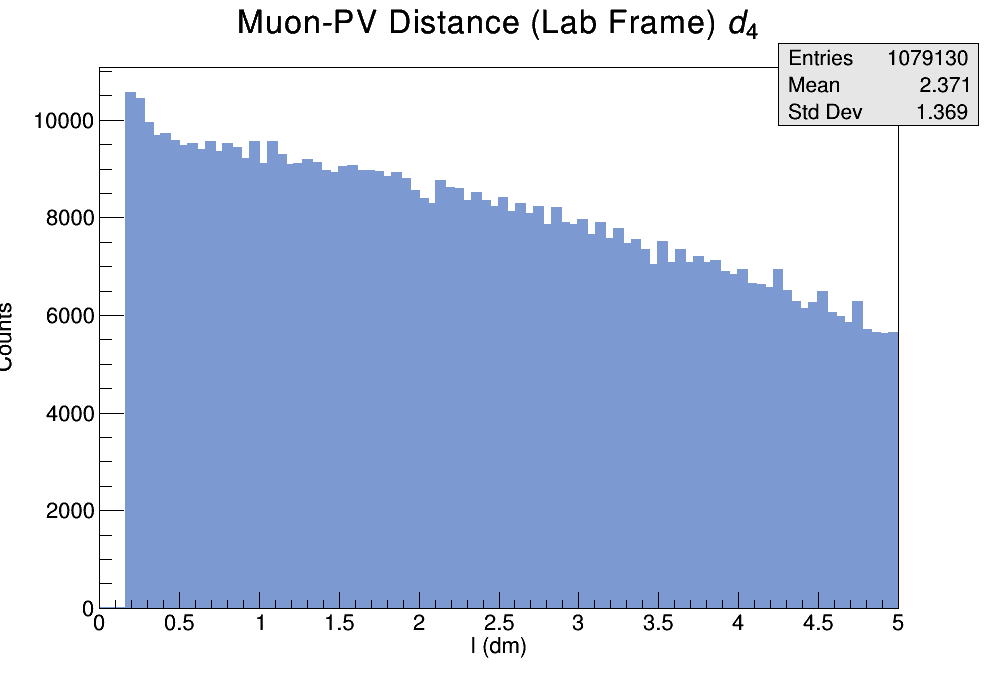 Muon-PV Distance (Lab Frame) d₄
Entries 1079130
Mean 2.371
Std Dev 1.369
Counts
10000
8000
6000
4000
2000
0
0 0.5 1 1.5 2 2.5 3 3.5 4 4.5 5
l (dm)